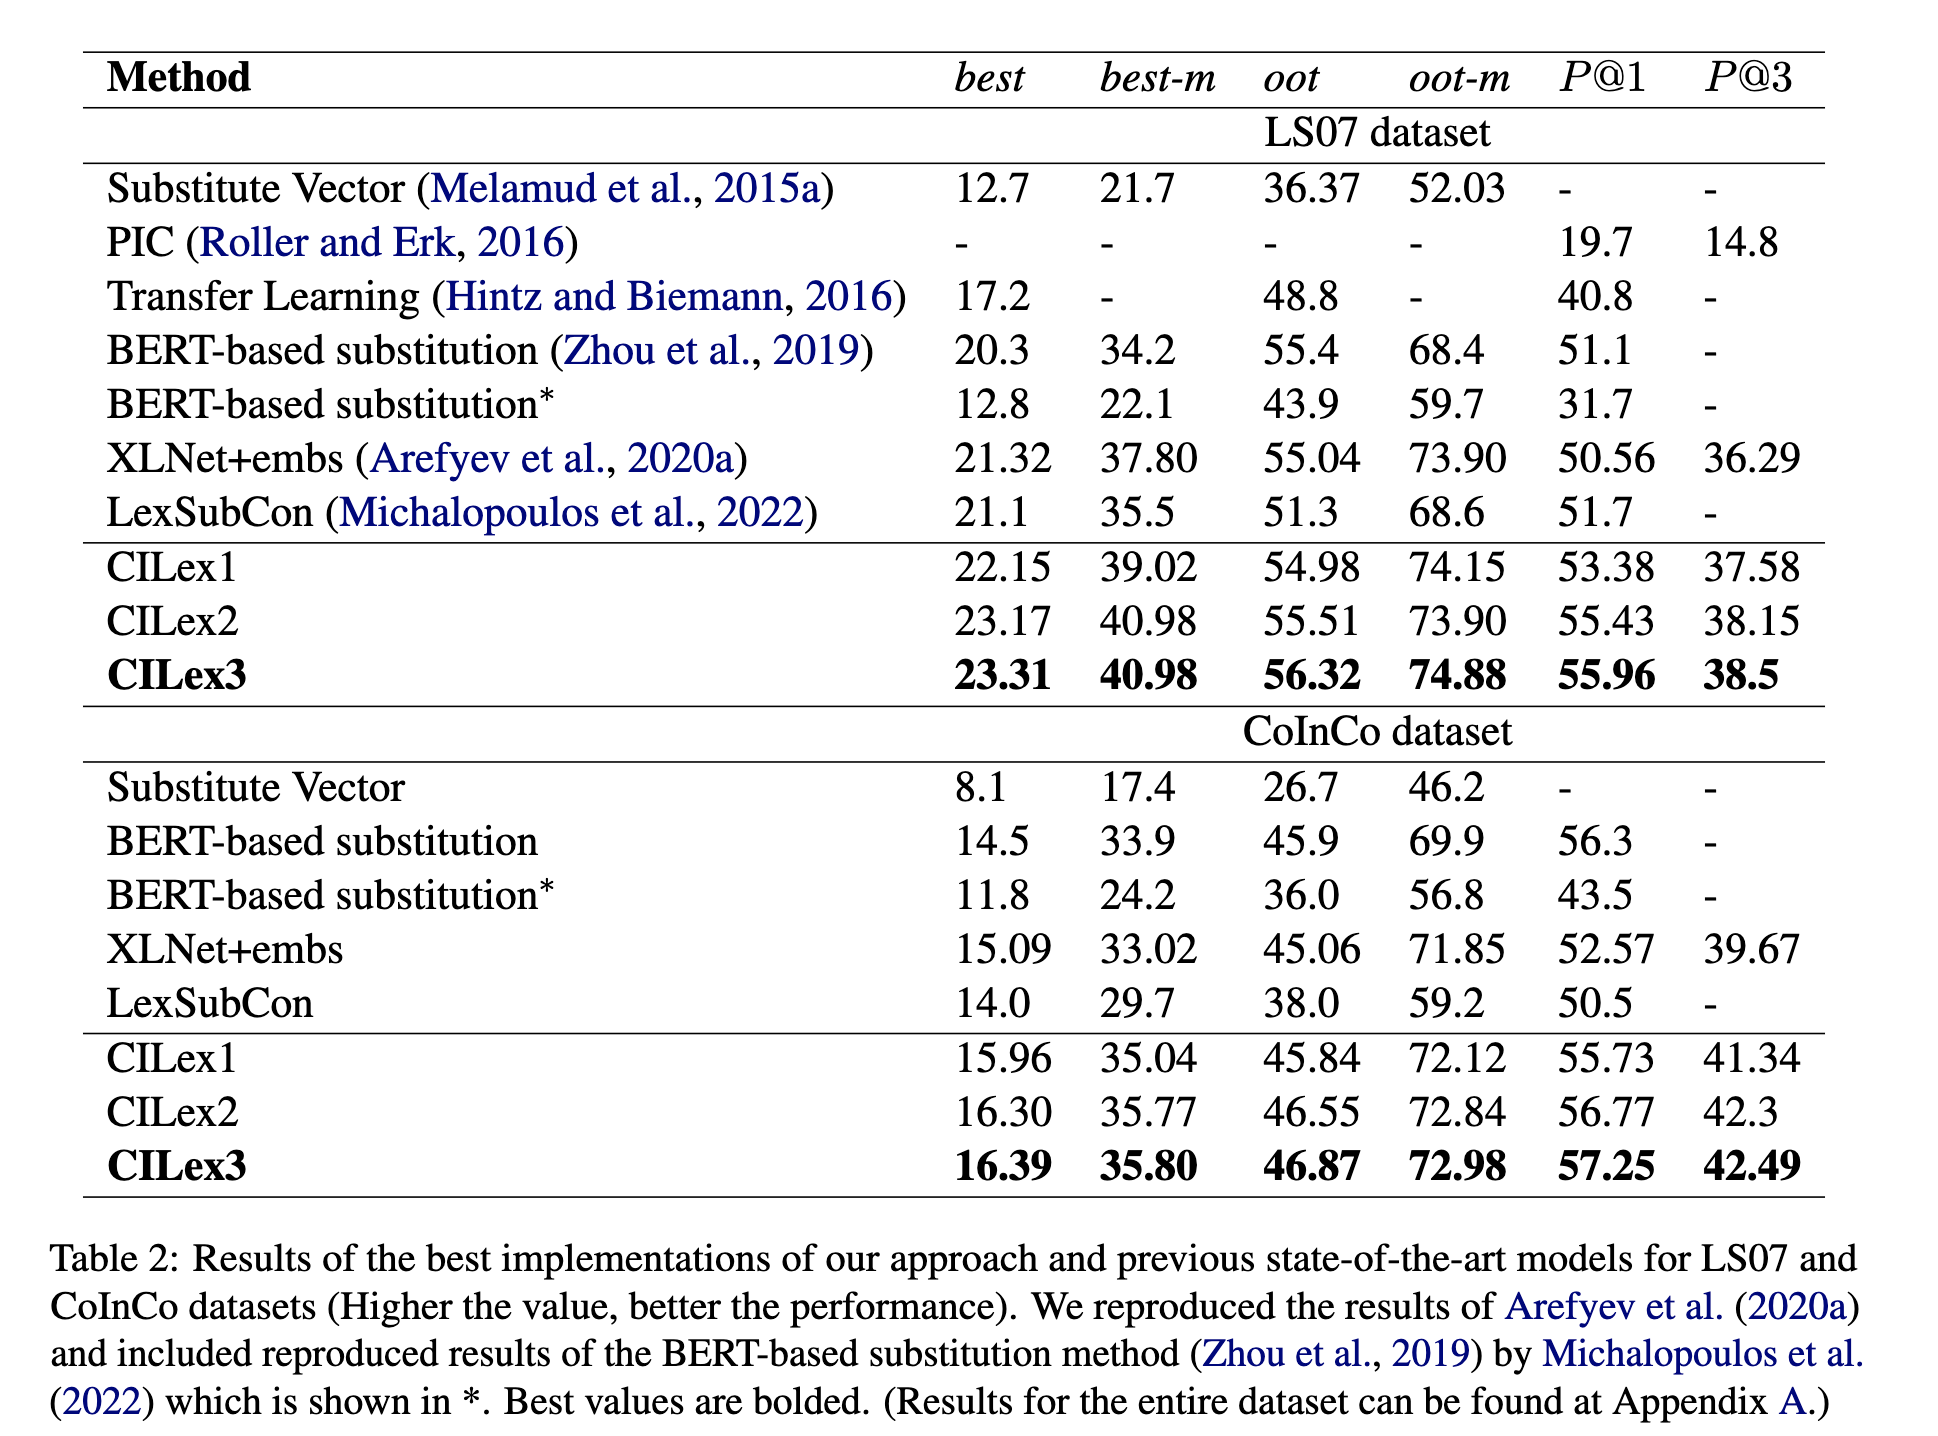 Method best best-m oot oot-m P@1 P@3
LS07 dataset
Substitute Vector (Melamud et al., 2015a) 12.7 21.7 36.37 52.03 - -
PIC (Roller and Erk, 2016) - - - - 19.7 14.8
Transfer Learning (Hintz and Biemann, 2016) 17.2 - 48.8 - 40.8 -
BERT-based substitution (Zhou et al., 2019) 20.3 34.2 55.4 68.4 51.1 -
BERT-based substitution* 12.8 22.1 43.9 59.7 31.7 -
XLNet+embs (Arefyev et al., 2020a) 21.32 37.80 55.04 73.90 50.56 36.29
LexSubCon (Michalopoulos et al., 2022) 21.1 35.5 51.3 68.6 51.7 -
CILex1 22.15 39.02 54.98 74.15 53.38 37.58
CILex2 23.17 40.98 55.51 73.90 55.43 38.15
CILex3 23.31 40.98 56.32 74.88 55.96 38.5
CoInCo dataset
Substitute Vector 8.1 17.4 26.7 46.2 - -
BERT-based substitution 14.5 33.9 45.9 69.9 56.3 -
BERT-based substitution* 11.8 24.2 36.0 56.8 43.5 -
XLNet+embs 15.09 33.02 45.06 71.85 52.57 39.67
LexSubCon 14.0 29.7 38.0 59.2 50.5 -
CILex1 15.96 35.04 45.84 72.12 55.73 41.34
CILex2 16.30 35.77 46.55 72.84 56.77 42.3
CILex3 16.39 35.80 46.87 72.98 57.25 42.49
Table 2: Results of the best implementations of our approach and previous state-of-the-art models for LS07 and
CoInCo datasets (Higher the value, better the performance). We reproduced the results of Arefyev et al. (2020a)
and included reproduced results of the BERT-based substitution method (Zhou et al., 2019) by Michalopoulos et al.
(2022) which is shown in *. Best values are bolded. (Results for the entire dataset can be found at Appendix A.)